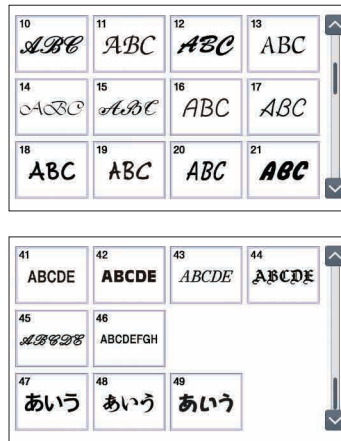 10 11 12 13
ABC ABC ABC ABC
14 15 16 17
ABC ABC ABC ABC
18 19 20 21
ABC ABC ABC ABC
41 42 43 44
ABCDE ABCDE ABCDE ABCDE
45 46
ABCDE ABCDEFGH
47 48 49
あいう あいう あいう